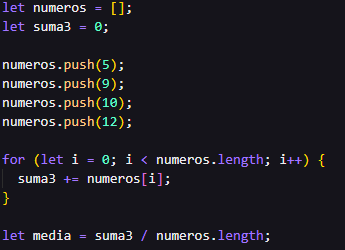 let numeros = [];
let suma3 = 0;

numeros.push(5);
numeros.push(9);
numeros.push(10);
numeros.push(12);

for (let i = 0; i < numeros.length; i++) {
  suma3 += numeros[i];
}

let media = suma3 / numeros.length;